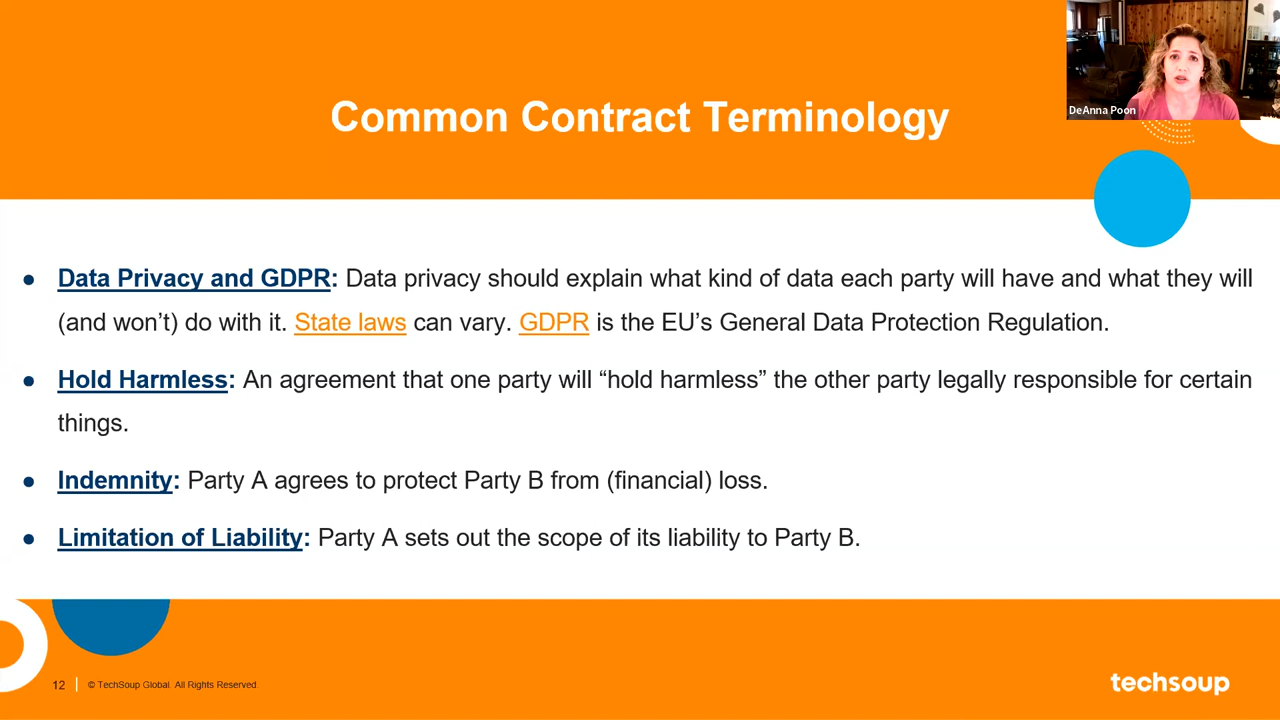 DeAnna Poon
Common Contract Terminology
● Data Privacy and GDPR: Data privacy should explain what kind of data each party will have and what they will
(and won’t) do with it. State laws can vary. GDPR is the EU’s General Data Protection Regulation.
● Hold Harmless: An agreement that one party will “hold harmless” the other party legally responsible for certain
things.
● Indemnity: Party A agrees to protect Party B from (financial) loss.
● Limitation of Liability: Party A sets out the scope of its liability to Party B.
12 | © TechSoup Global. All Rights Reserved.
techsoup